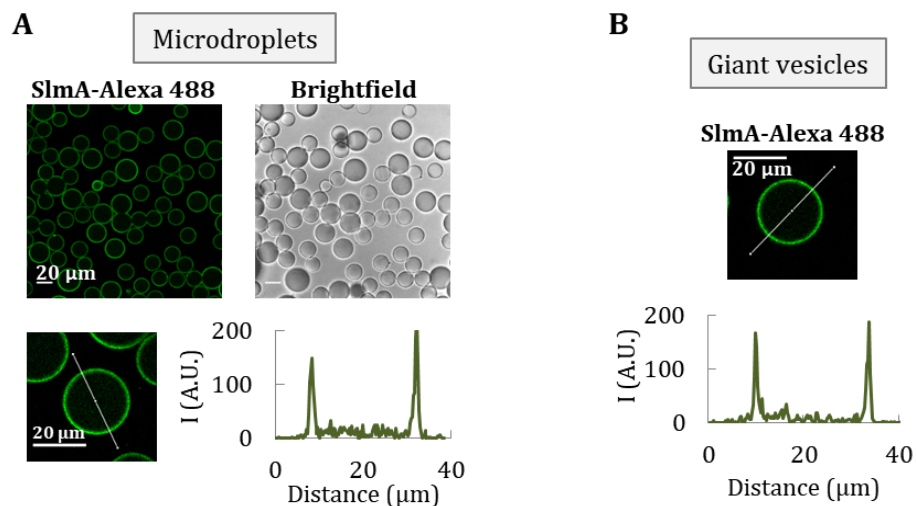 A
Microdroplets
SlmA-Alexa 488
Brightfield
20 μm
20 μm
I (A.U.)
200
100
0
0 20 40
Distance (μm)
B
Giant vesicles
SlmA-Alexa 488
20 μm
I (A.U.)
200
100
0
0 20 40
Distance (μm)